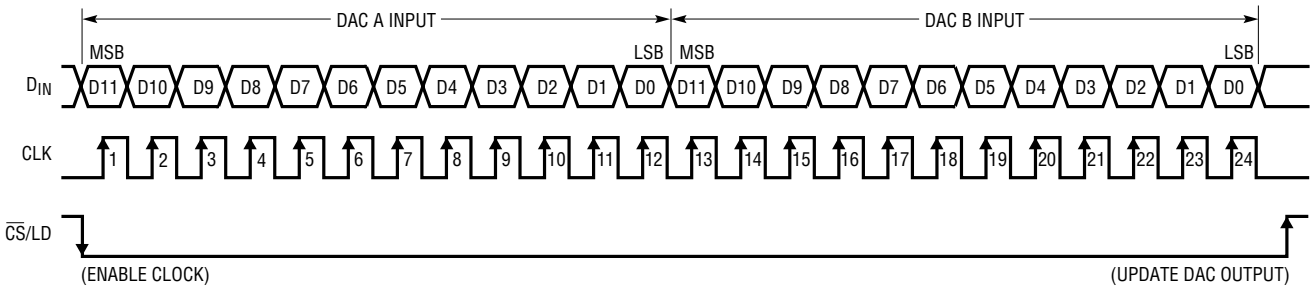 DAC A INPUT DAC B INPUT
MSB LSB MSB LSB
DIN D11 D10 D9 D8 D7 D6 D5 D4 D3 D2 D1 D0 D11 D10 D9 D8 D7 D6 D5 D4 D3 D2 D1 D0
CLK 1 2 3 4 5 6 7 8 9 10 11 12 13 14 15 16 17 18 19 20 21 22 23 24
C̅S̅/LD
(ENABLE CLOCK) (UPDATE DAC OUTPUT)